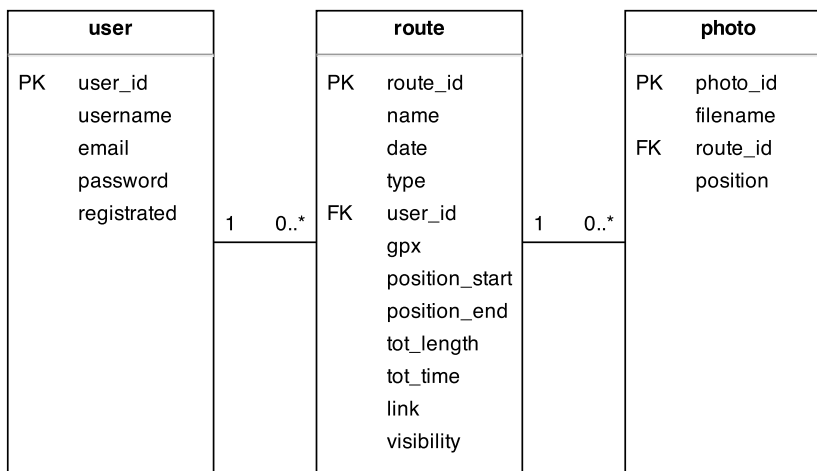 user
PK user_id
username
email
password
registrated
1 0..*
route
PK route_id
name
date
type
FK user_id
gpx
position_start
position_end
tot_length
tot_time
link
visibility
1 0..*
photo
PK photo_id
filename
FK route_id
position